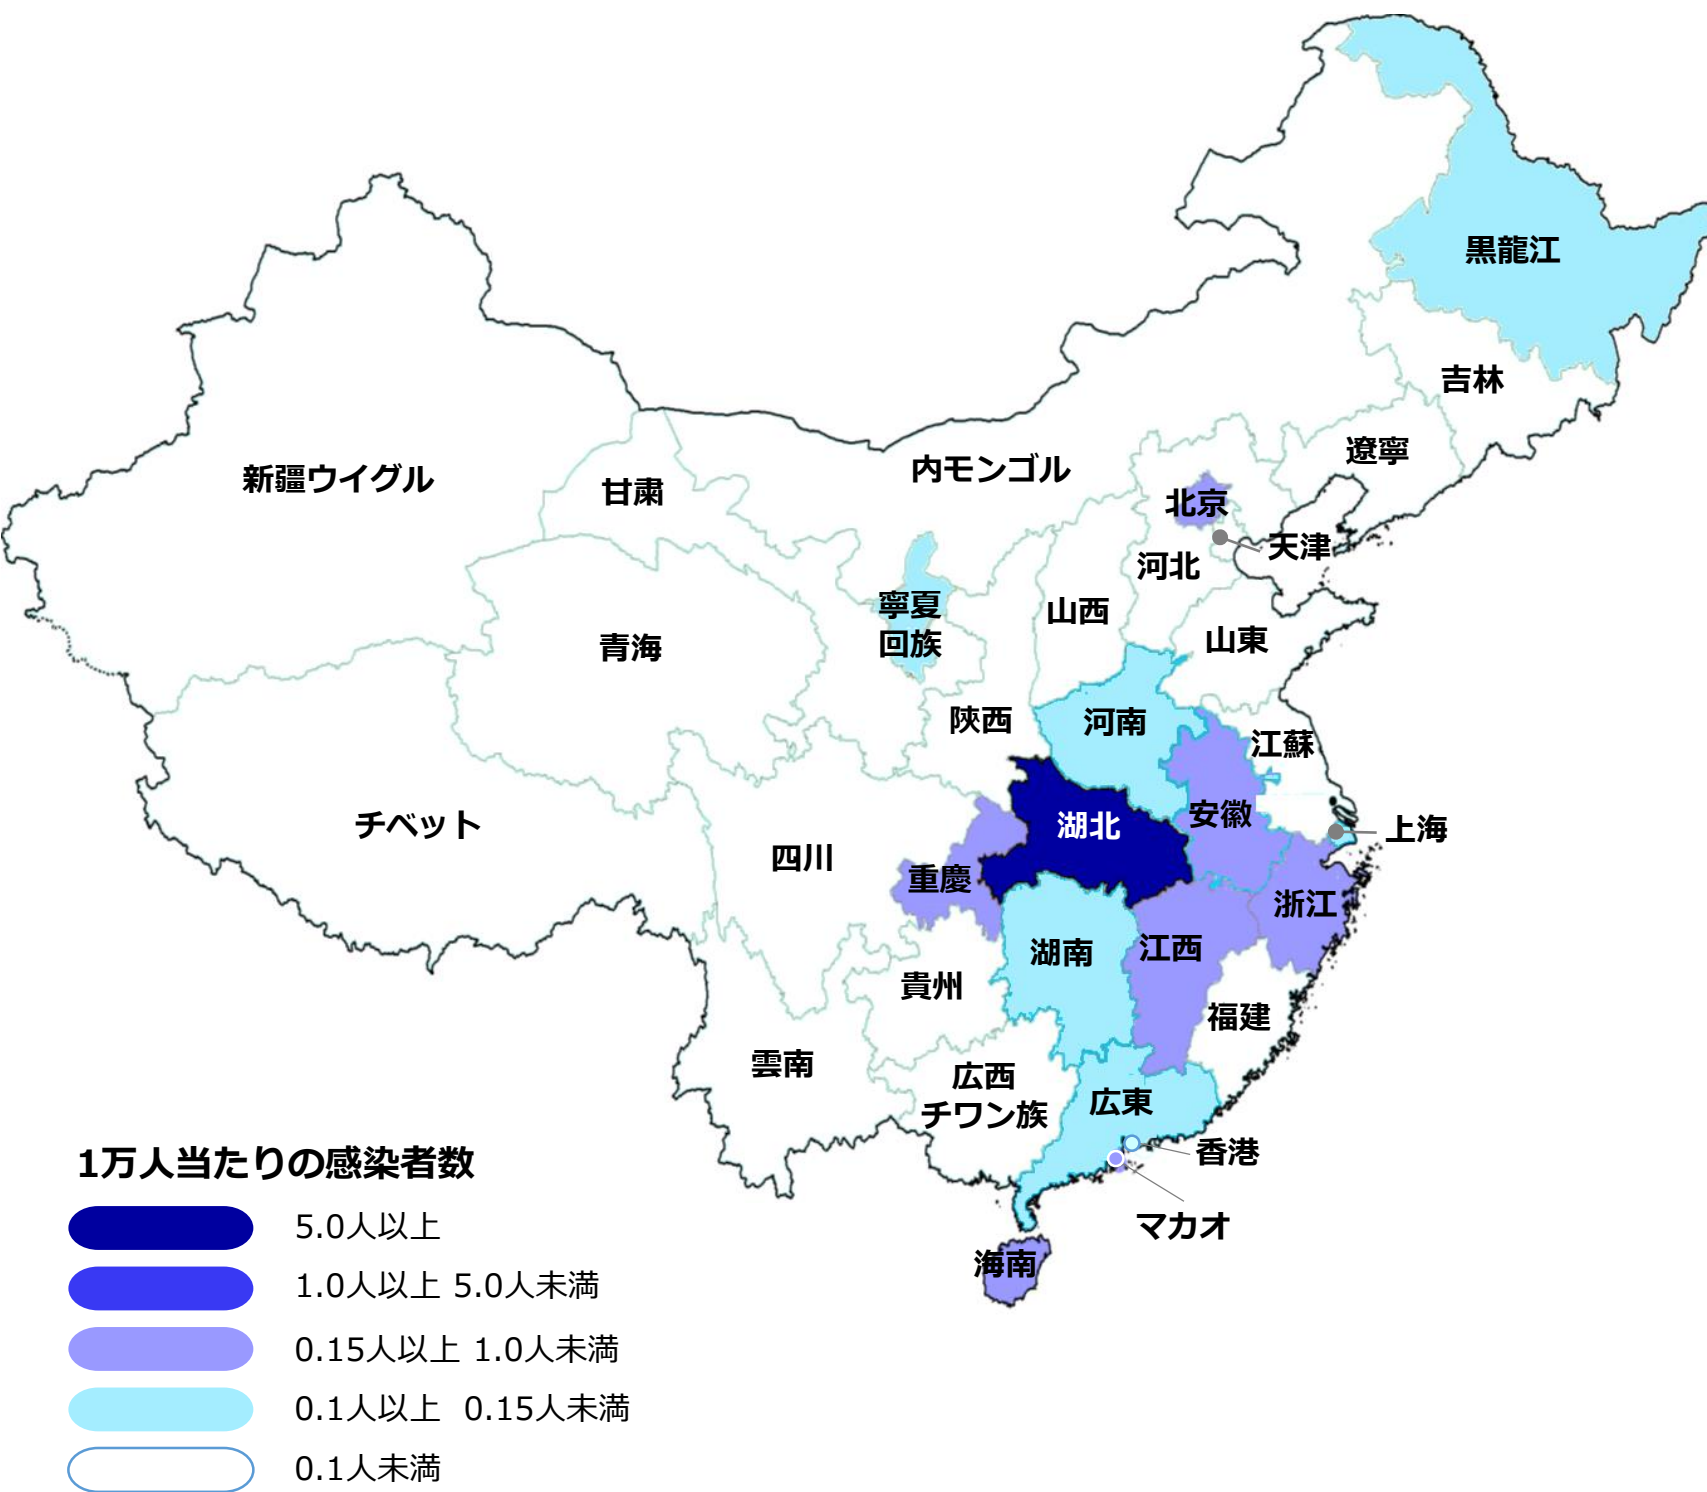 黒龍江
吉林
遼寧
内モンゴル
新疆ウイグル
甘粛
北京
天津
河北
寧夏
回族
山西
山東
青海
陝西
河南
江蘇
安徽
湖北
上海
チベット
四川
重慶
浙江
湖南
江西
貴州
福建
雲南
広西
チワン族
広東
香港
マカオ
海南
1万人当たりの感染者数
5.0人以上
1.0人以上 5.0人未満
0.15人以上 1.0人未満
0.1人以上 0.15人未満
0.1人未満